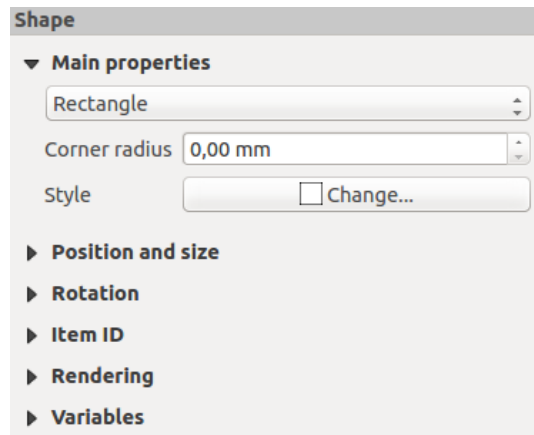 Shape
Main properties
Rectangle
Corner radius 0,00 mm
Style Change...
Position and size
Rotation
Item ID
Rendering
Variables